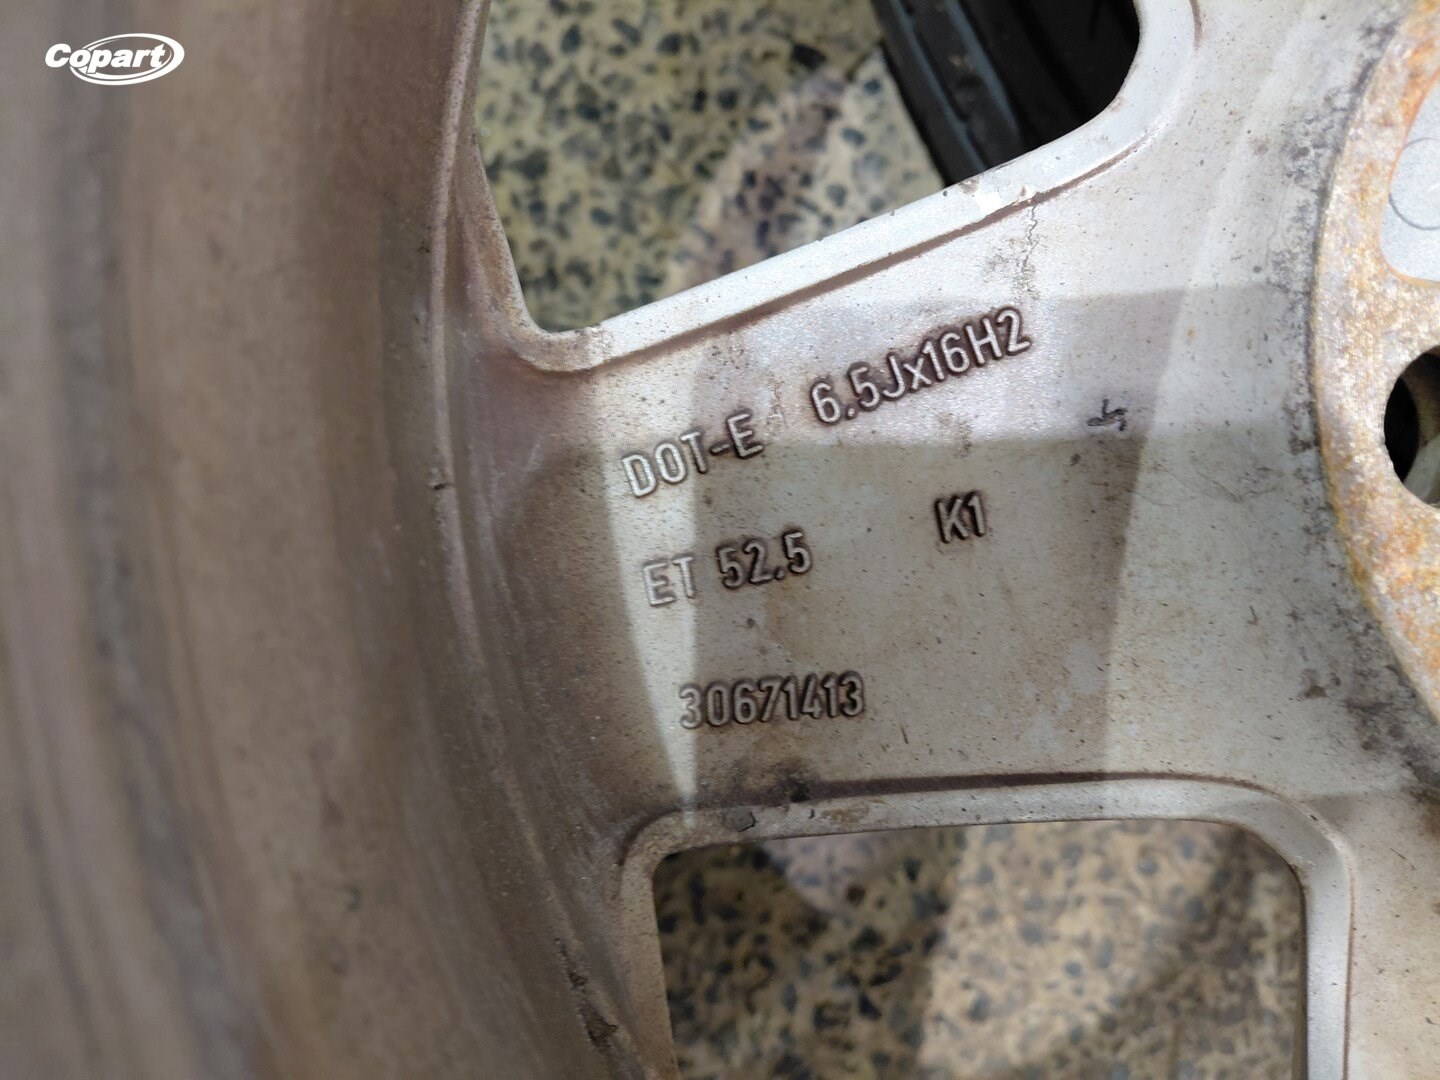 Copart
DOT-E 6.5Jx16H2
ET 52.5 K1
30671413